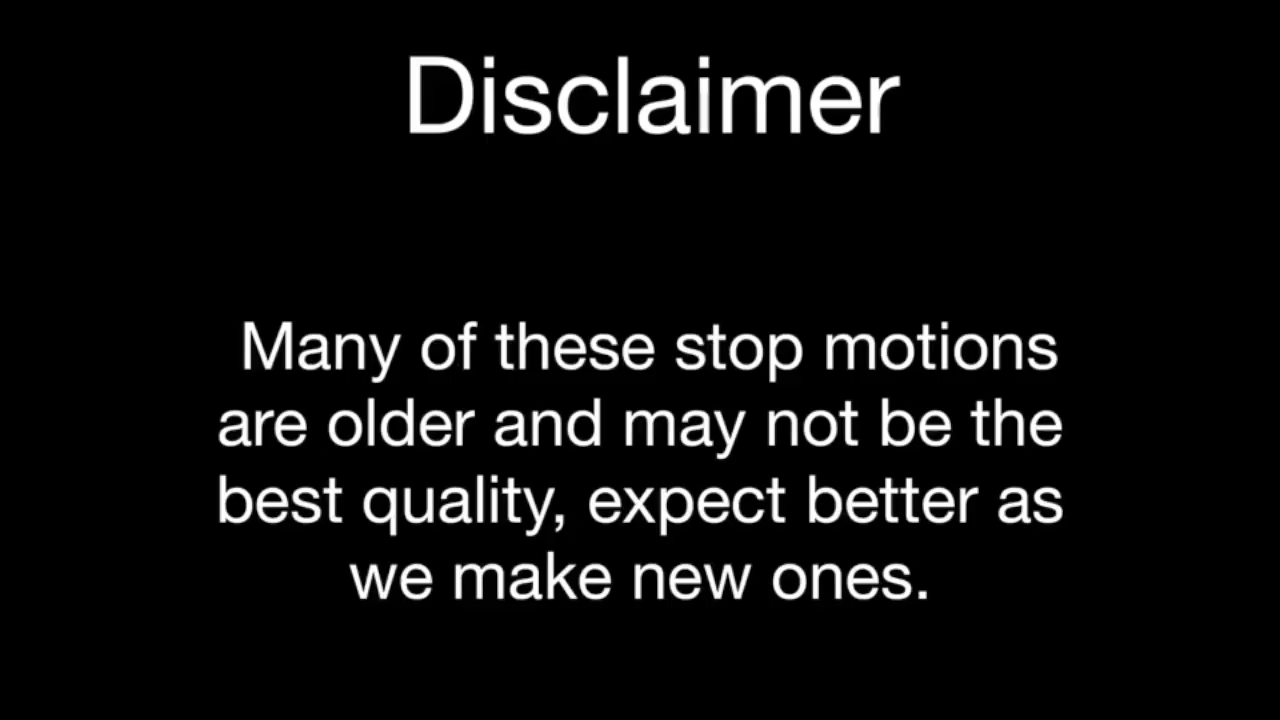 Disclaimer
Many of these stop motions
are older and may not be the
best quality, expect better as
we make new ones.